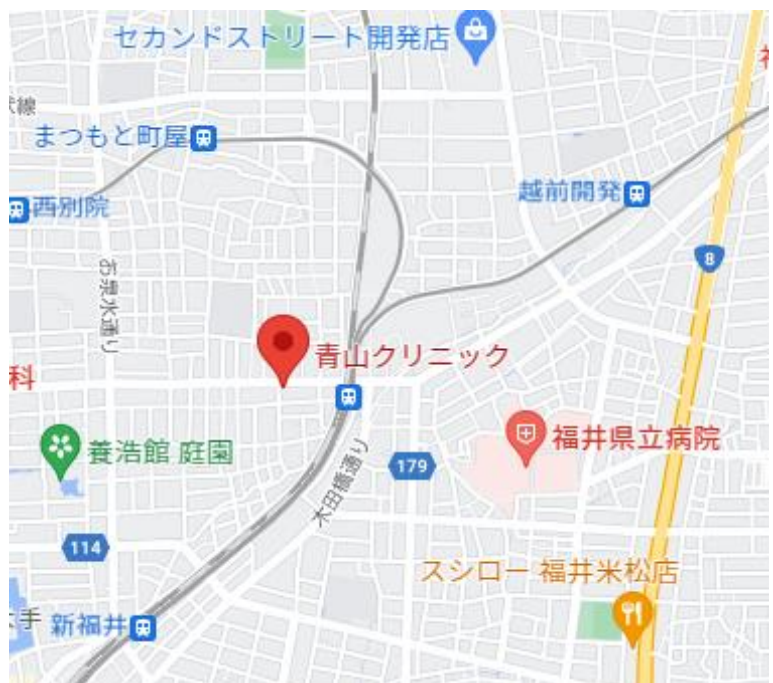 セカンドストリート開発店
まつもと町屋
越前開発
西別院
8
お泉水通り
青山クリニック
科
福井県立病院
養浩館 庭園
179
木田橋通り
114
スシロー 福井米松店
手
新福井